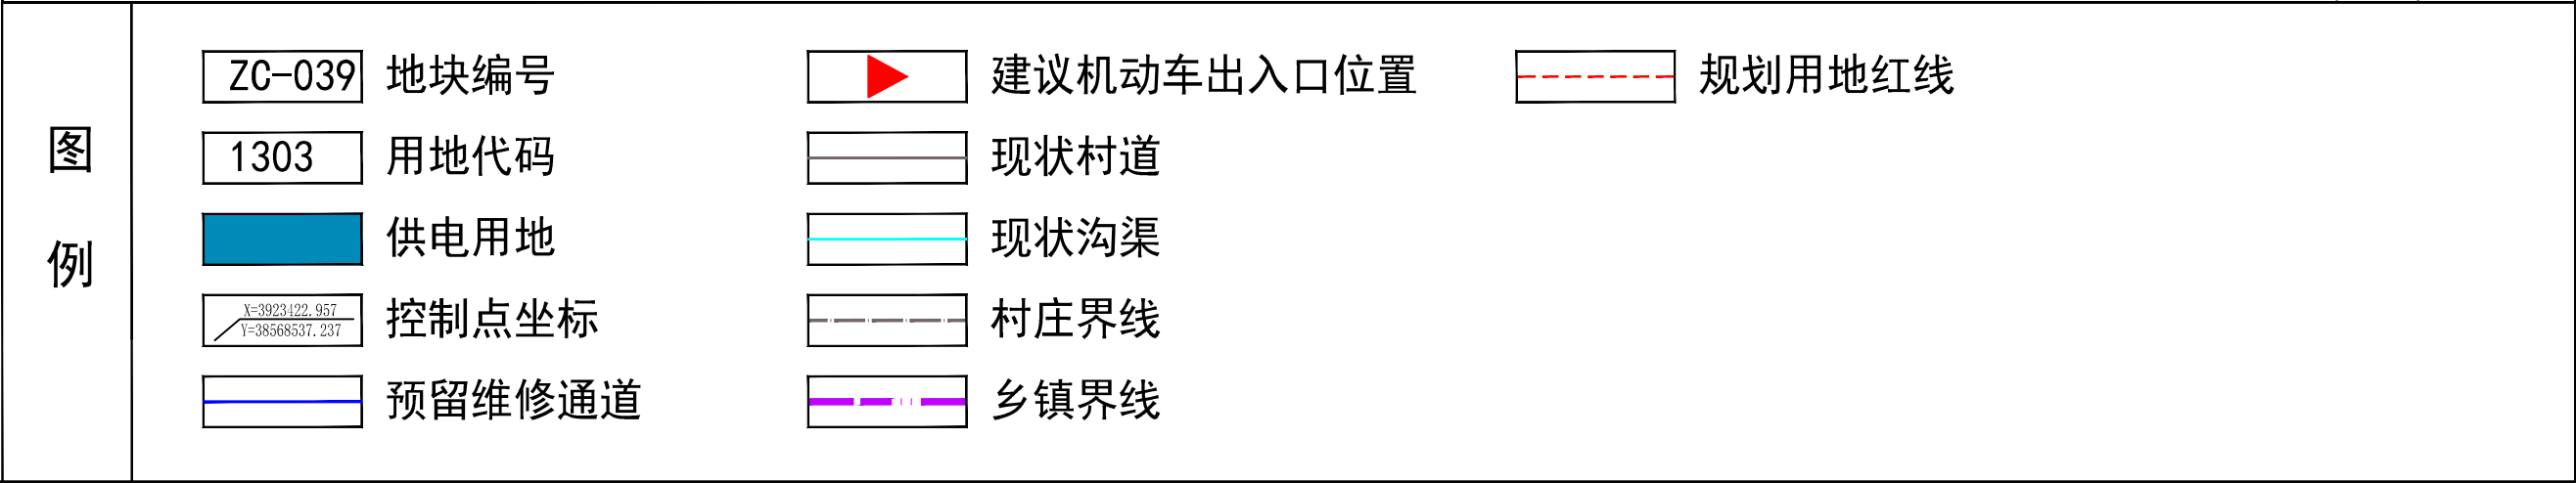 图例
ZC-039 地块编号
1303 用地代码
供电用地
X=3923422.957
Y=38568537.237
控制点坐标
预留维修通道
建议机动车出入口位置
现状村道
现状沟渠
村庄界线
乡镇界线
规划用地红线